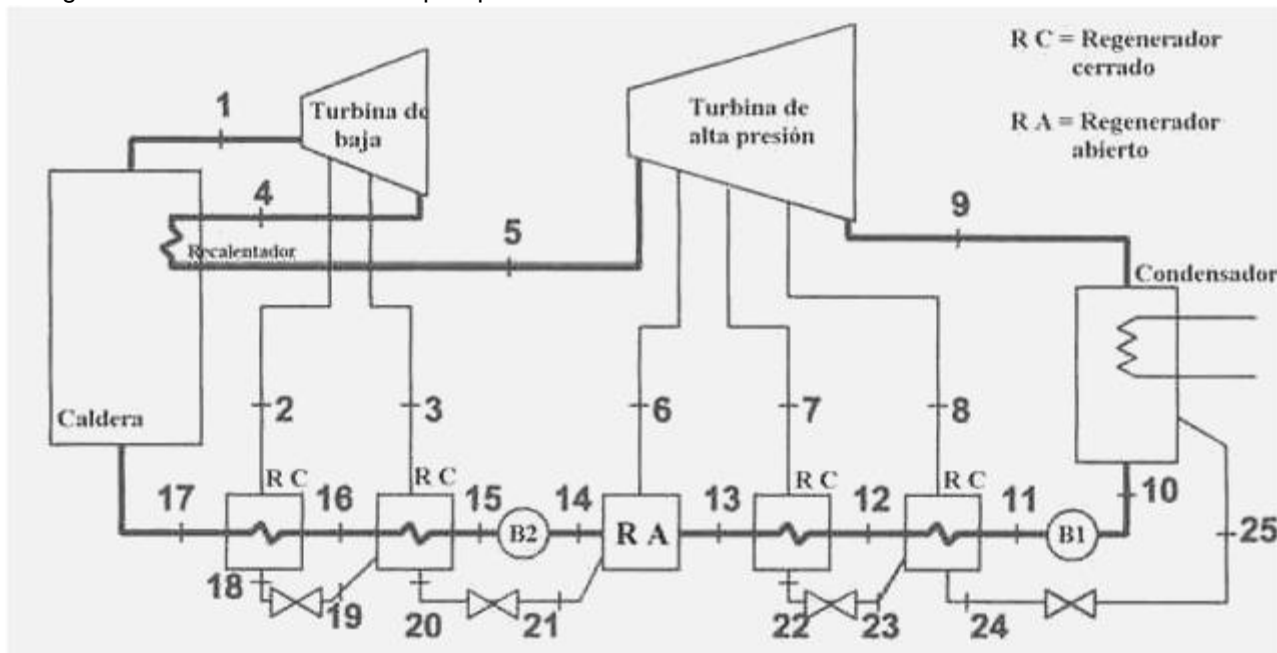 R C = Regenerador
cerrado
R A = Regenerador
abierto
Turbina de
baja
Turbina de
alta presión
1
4
5
9
Recalentador
Condensador
Caldera
2
3
6
7
8
R C
R C
R C
R C
17
16
15
B2
14
R A
13
12
11
B1
10
25
18
19
20
21
22
23
24